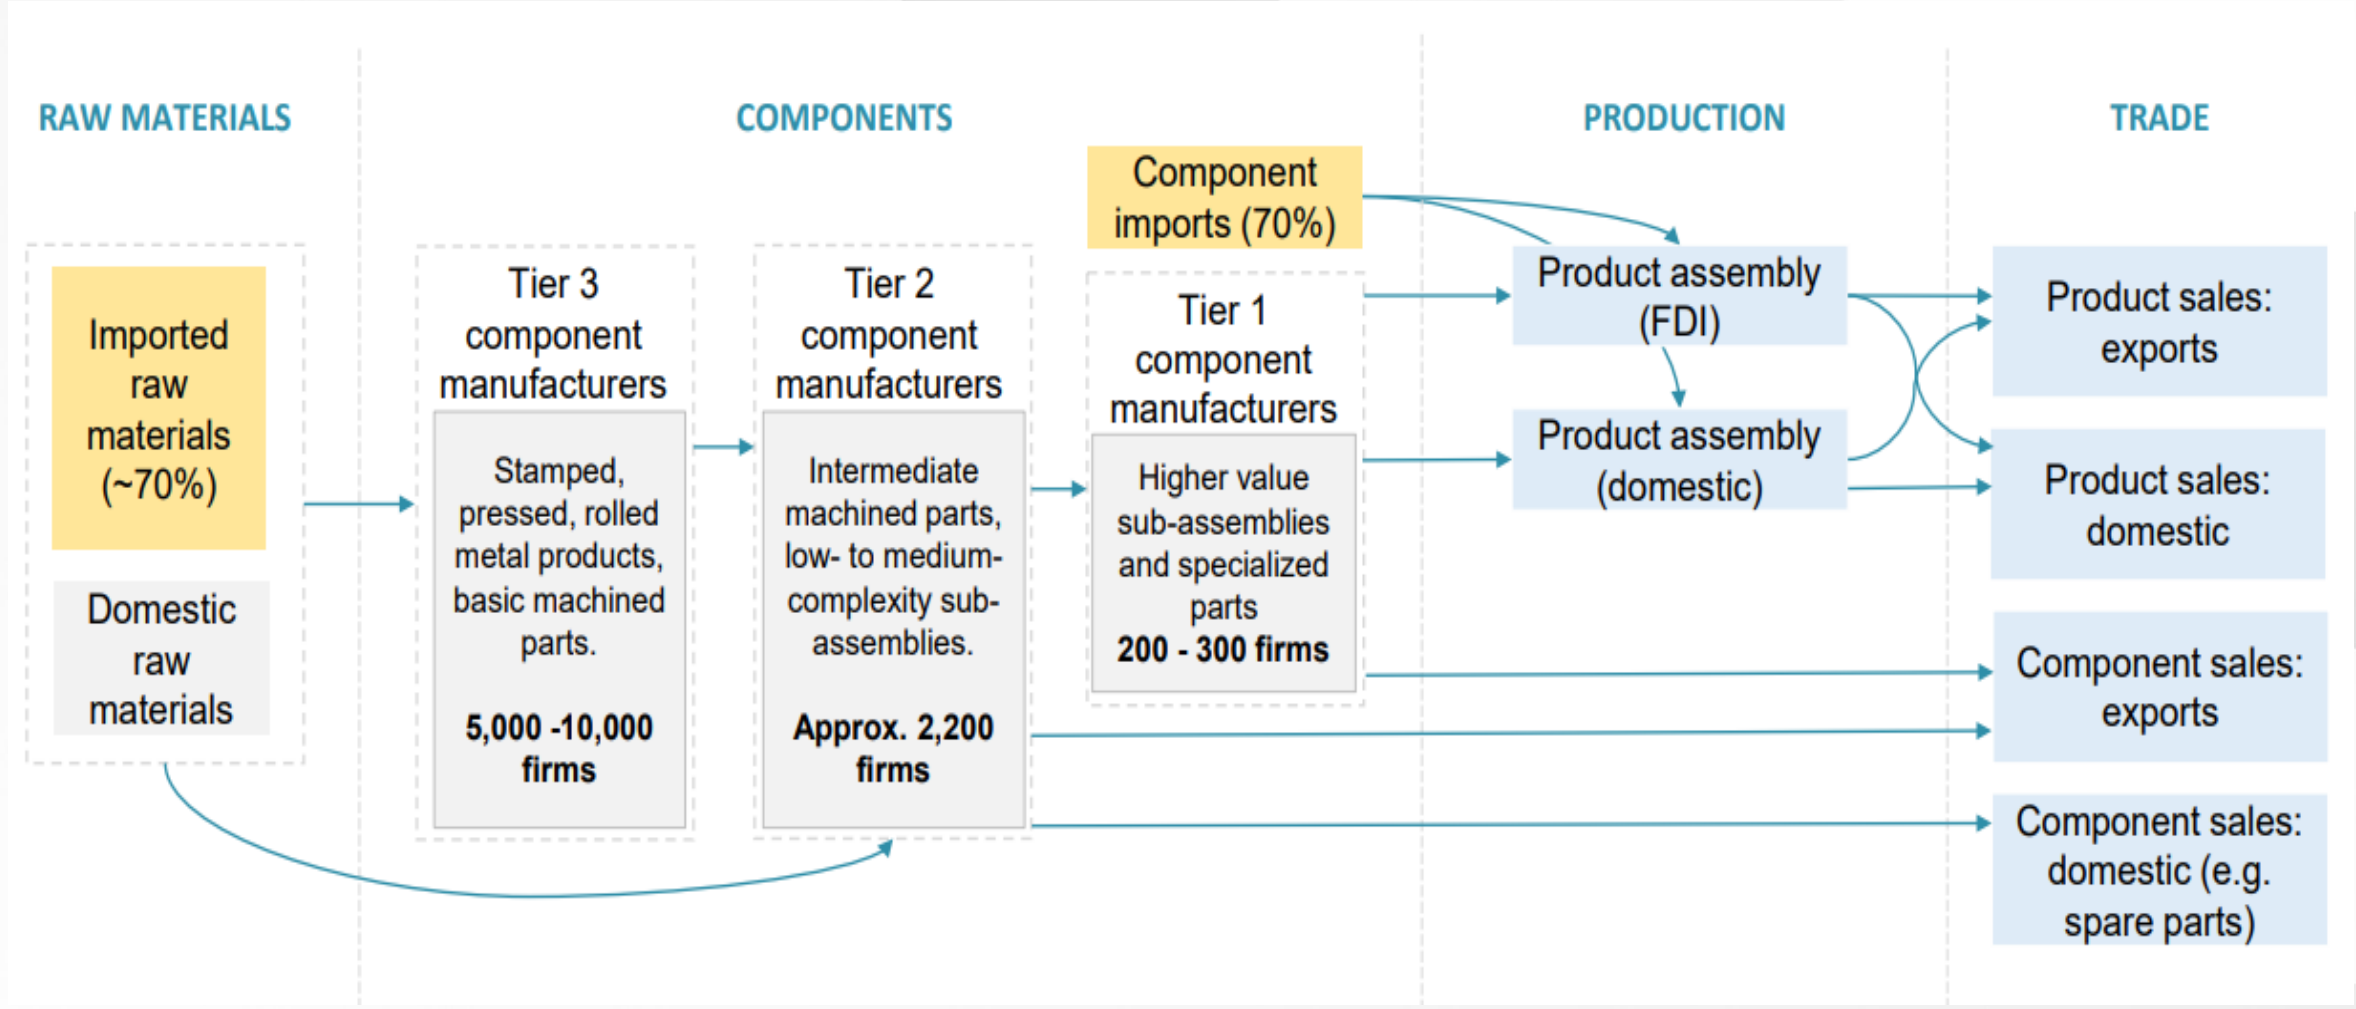 RAW MATERIALS
COMPONENTS
PRODUCTION
TRADE
Imported
raw
materials
(~70%)
Domestic
raw
materials
Tier 3
component
manufacturers
Stamped,
pressed, rolled
metal products,
basic machined
parts.
5,000 -10,000
firms
Tier 2
component
manufacturers
Intermediate
machined parts,
low- to medium-
complexity sub-
assemblies.
Approx. 2,200
firms
Component
imports (70%)
Tier 1
component
manufacturers
Higher value
sub-assemblies
and specialized
parts
200 - 300 firms
Product assembly
(FDI)
Product assembly
(domestic)
Product sales:
exports
Product sales:
domestic
Component sales:
exports
Component sales:
domestic (e.g.
spare parts)